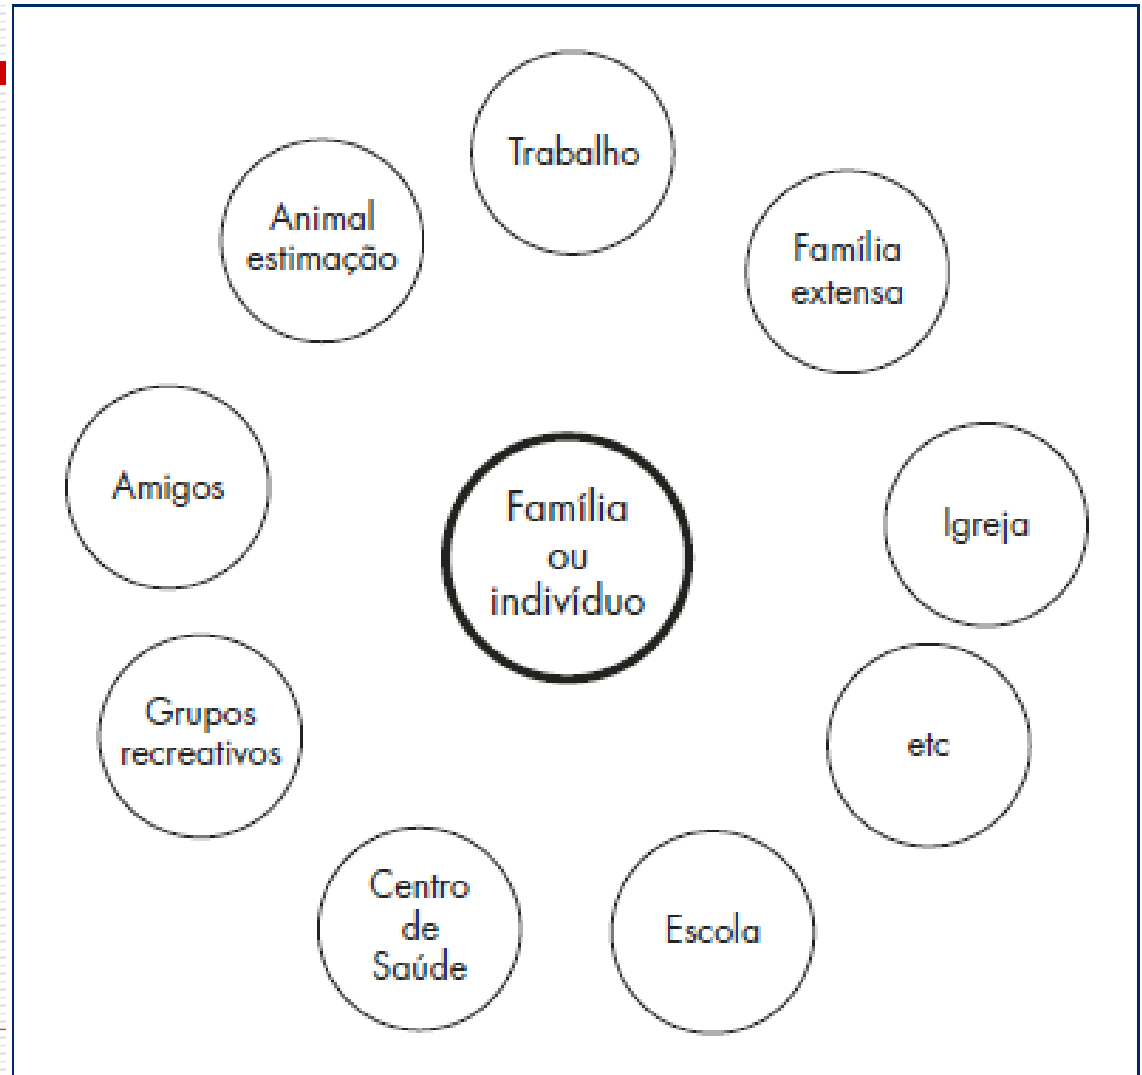 Trabalho
Animal
estimação
Família
extensa
Amigos
Família
ou
indivíduo
Igreja
Grupos
recreativos
etc
Centro
de
Saúde
Escola